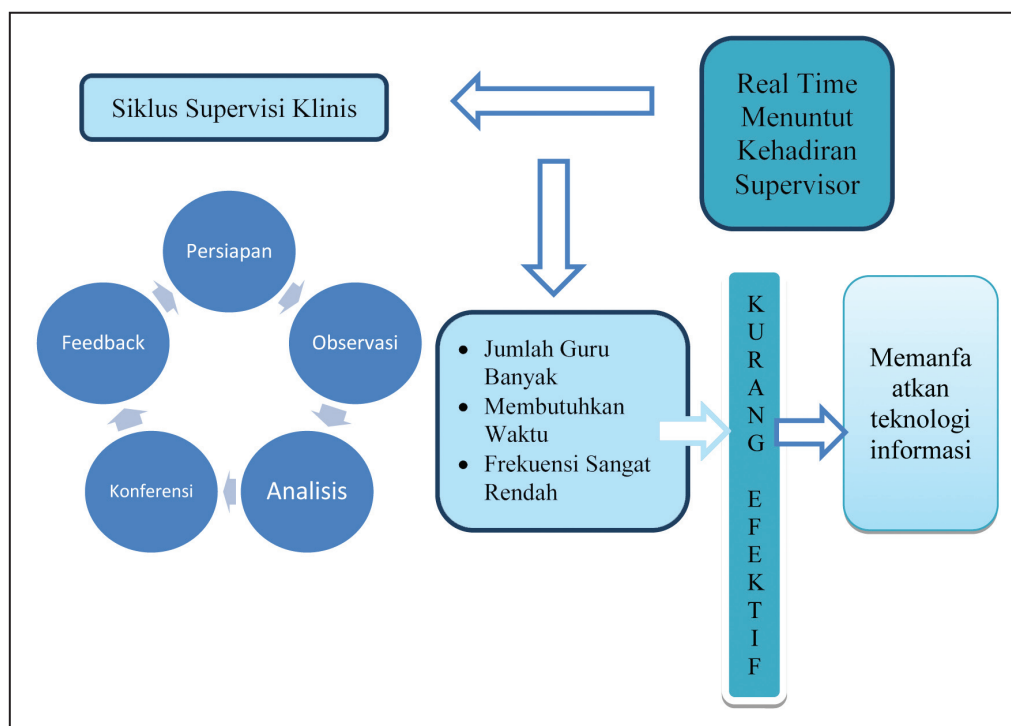 Siklus Supervisi Klinis
Real Time
Menuntut
Kehadiran
Supervisor
Persiapan
Observasi
Analisis
Konferensi
Feedback
• Jumlah Guru
Banyak
• Membutuhkan
Waktu
• Frekuensi Sangat
Rendah
K
U
R
A
N
G
E
F
E
K
T
I
F
Memanfa
atkan
teknologi
informasi